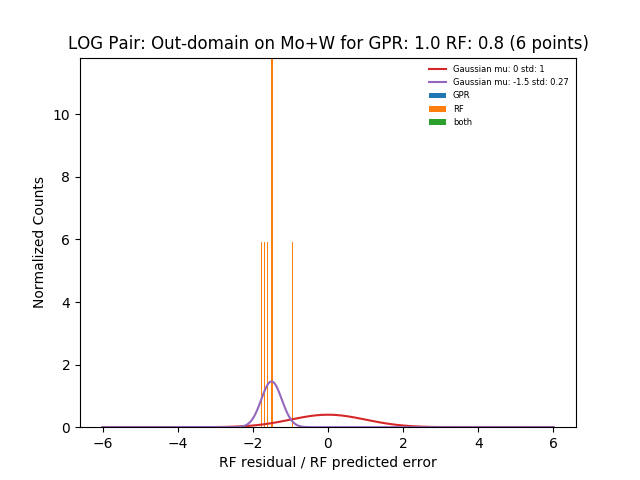 LOG Pair: Out-domain on Mo+W for GPR: 1.0 RF: 0.8 (6 points)
Gaussian mu: 0 std: 1
Gaussian mu: -1.5 std: 0.27
GPR
RF
both
Normalized Counts
10
8
6
4
2
0
−6 −4 −2 0 2 4 6
RF residual / RF predicted error